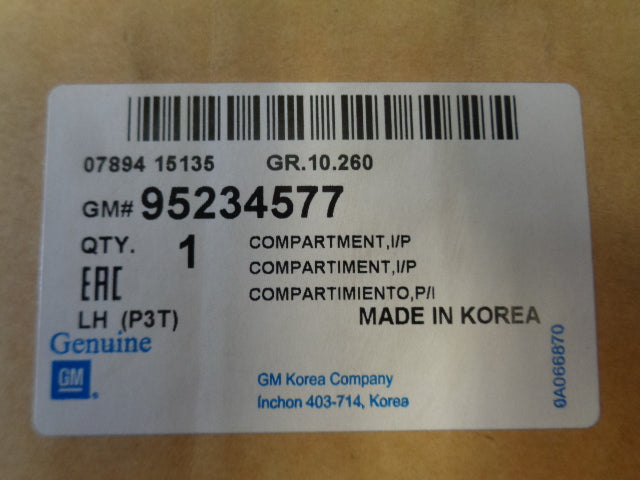 07894 15135 GR.10.260
GM# 95234577
QTY. 1 COMPARTMENT,I/P
COMPARTIMENT,I/P
EAC COMPARTIMIENTO,P/I
LH (P3T) MADE IN KOREA
Genuine
GM
GM Korea Company
Inchon 403-714, Korea
0A066870